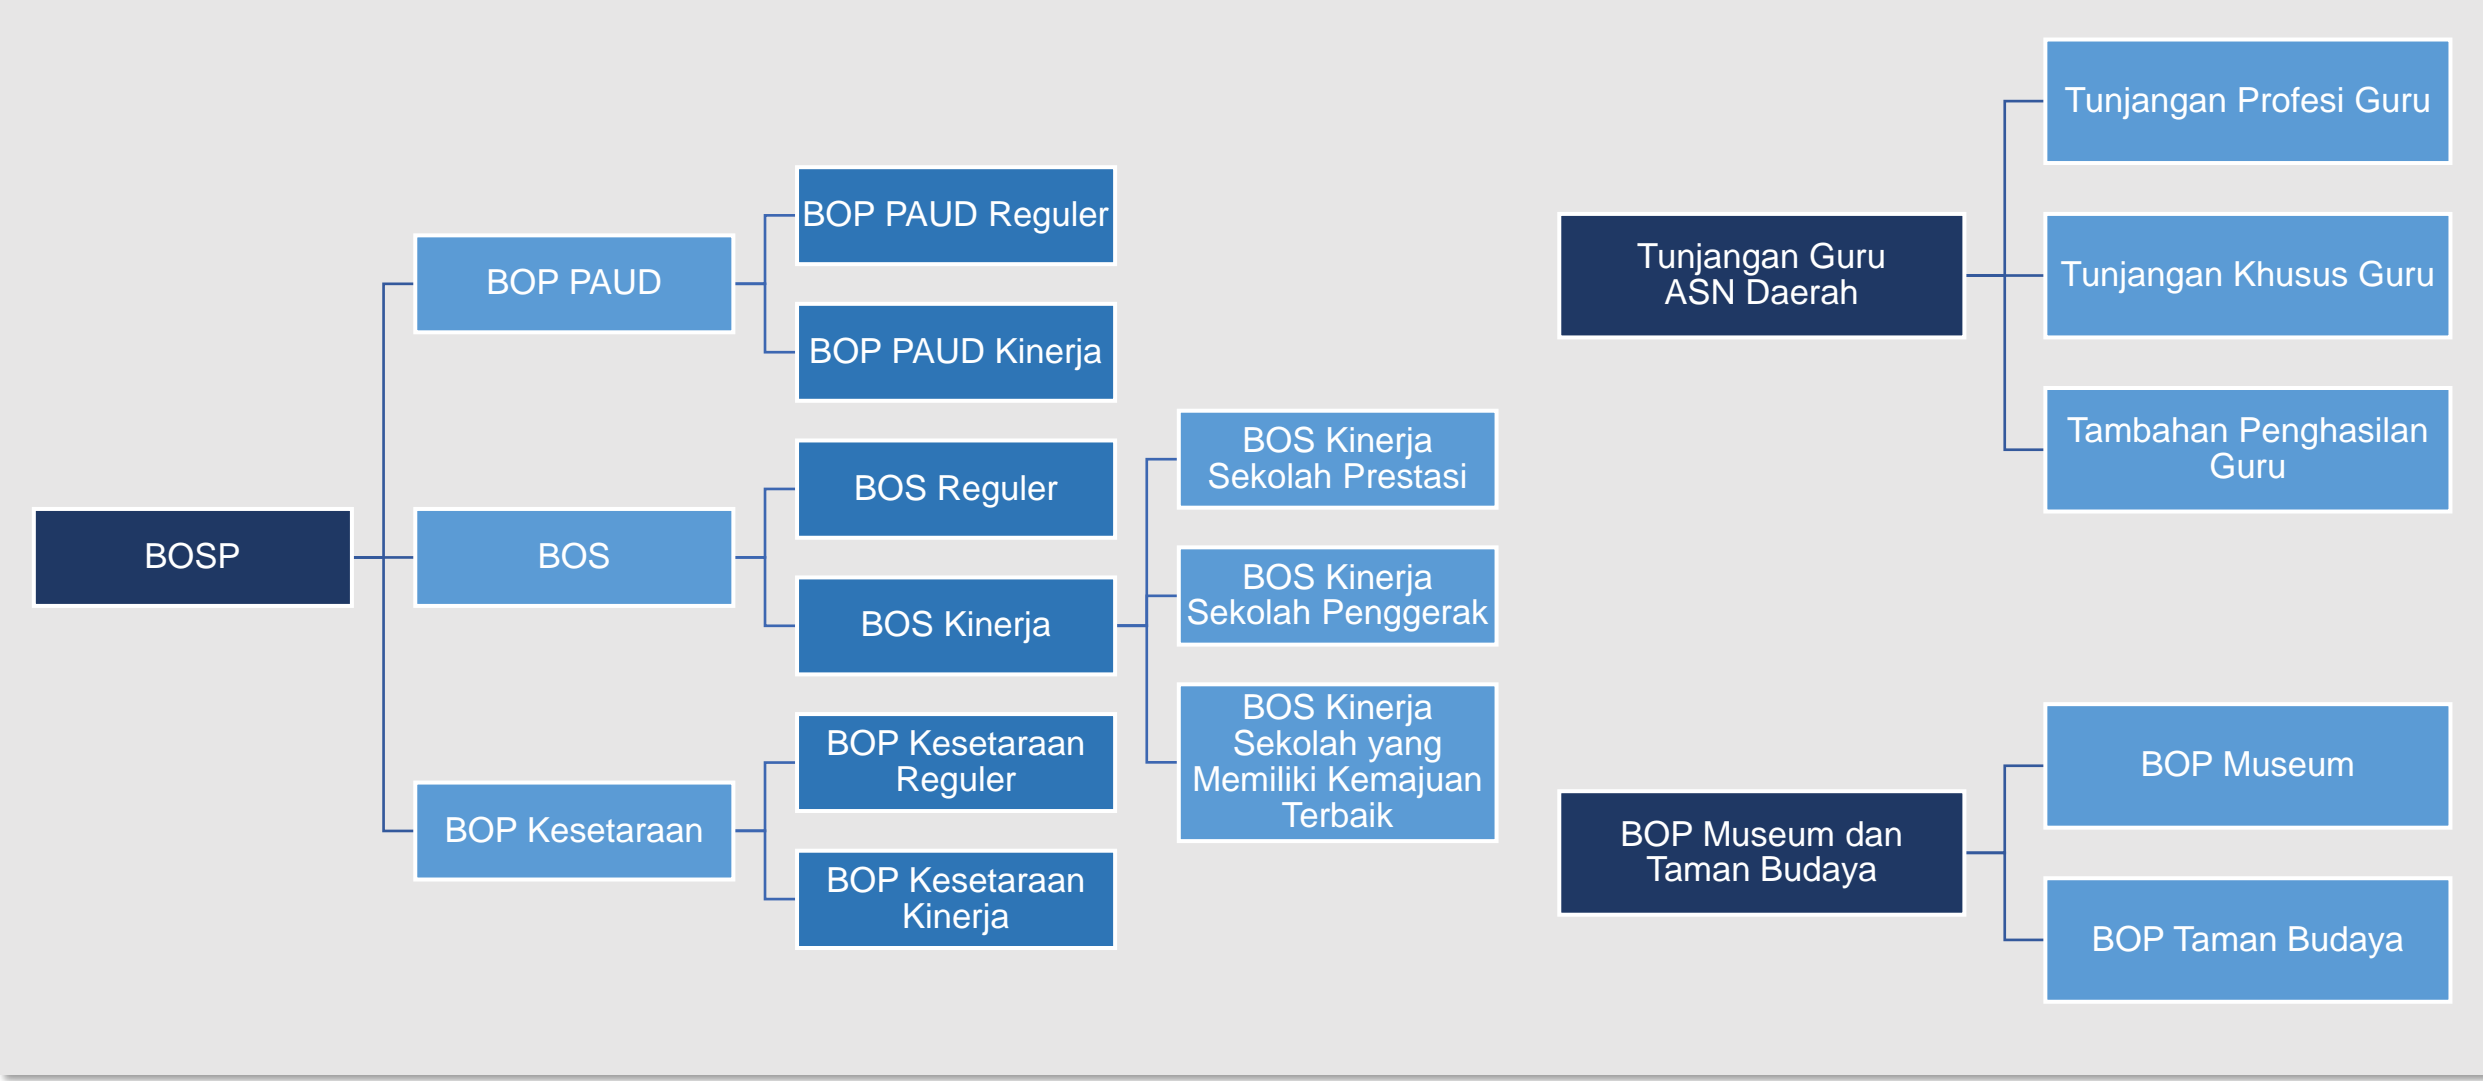 BOSP
BOP PAUD
BOP PAUD Reguler
BOP PAUD Kinerja
BOS
BOS Reguler
BOS Kinerja
BOS Kinerja
Sekolah Prestasi
BOS Kinerja
Sekolah Penggerak
BOS Kinerja
Sekolah yang
Memiliki Kemajuan
Terbaik
BOP Kesetaraan
BOP Kesetaraan
Reguler
BOP Kesetaraan
Kinerja
Tunjangan Guru
ASN Daerah
Tunjangan Profesi Guru
Tunjangan Khusus Guru
Tambahan Penghasilan
Guru
BOP Museum dan
Taman Budaya
BOP Museum
BOP Taman Budaya